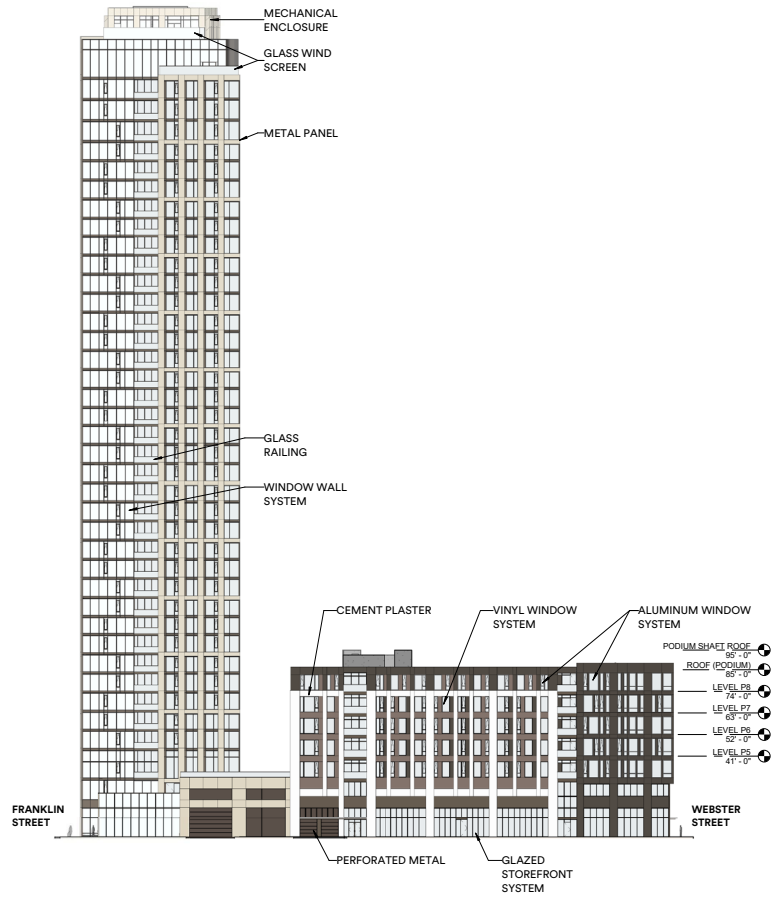 MECHANICAL
ENCLOSURE
GLASS WIND
SCREEN
METAL PANEL
GLASS
RAILING
WINDOW WALL
SYSTEM
CEMENT PLASTER
VINYL WINDOW
SYSTEM
ALUMINUM WINDOW
SYSTEM
PODIUM SHAFT ROOF
95' - 0"
ROOF (PODIUM)
85' - 0"
LEVEL P8
74' - 0"
LEVEL P7
63' - 0"
LEVEL P6
52' - 0"
LEVEL P5
41' - 0"
FRANKLIN
STREET
WEBSTER
STREET
PERFORATED METAL
GLAZED
STOREFRONT
SYSTEM